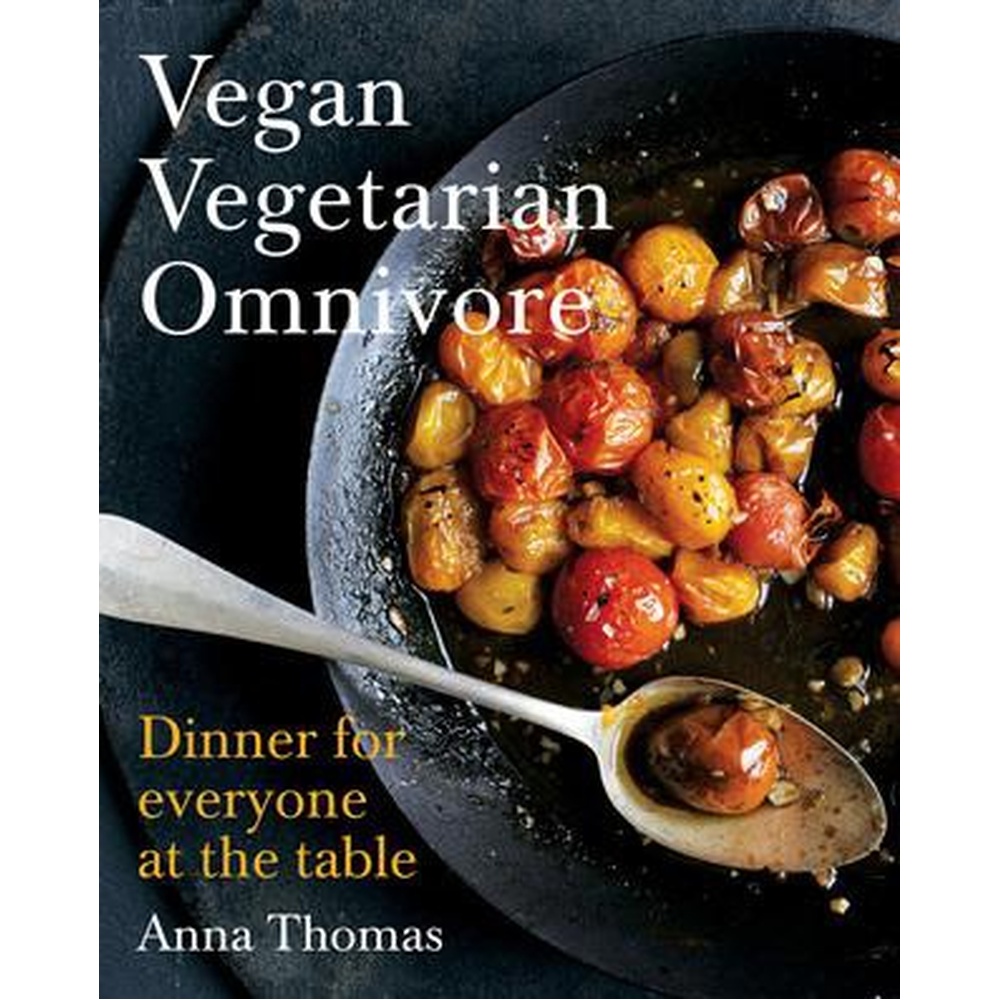 Vegan
Vegetarian
Omnivore
Dinner for
everyone
at the table
Anna Thomas